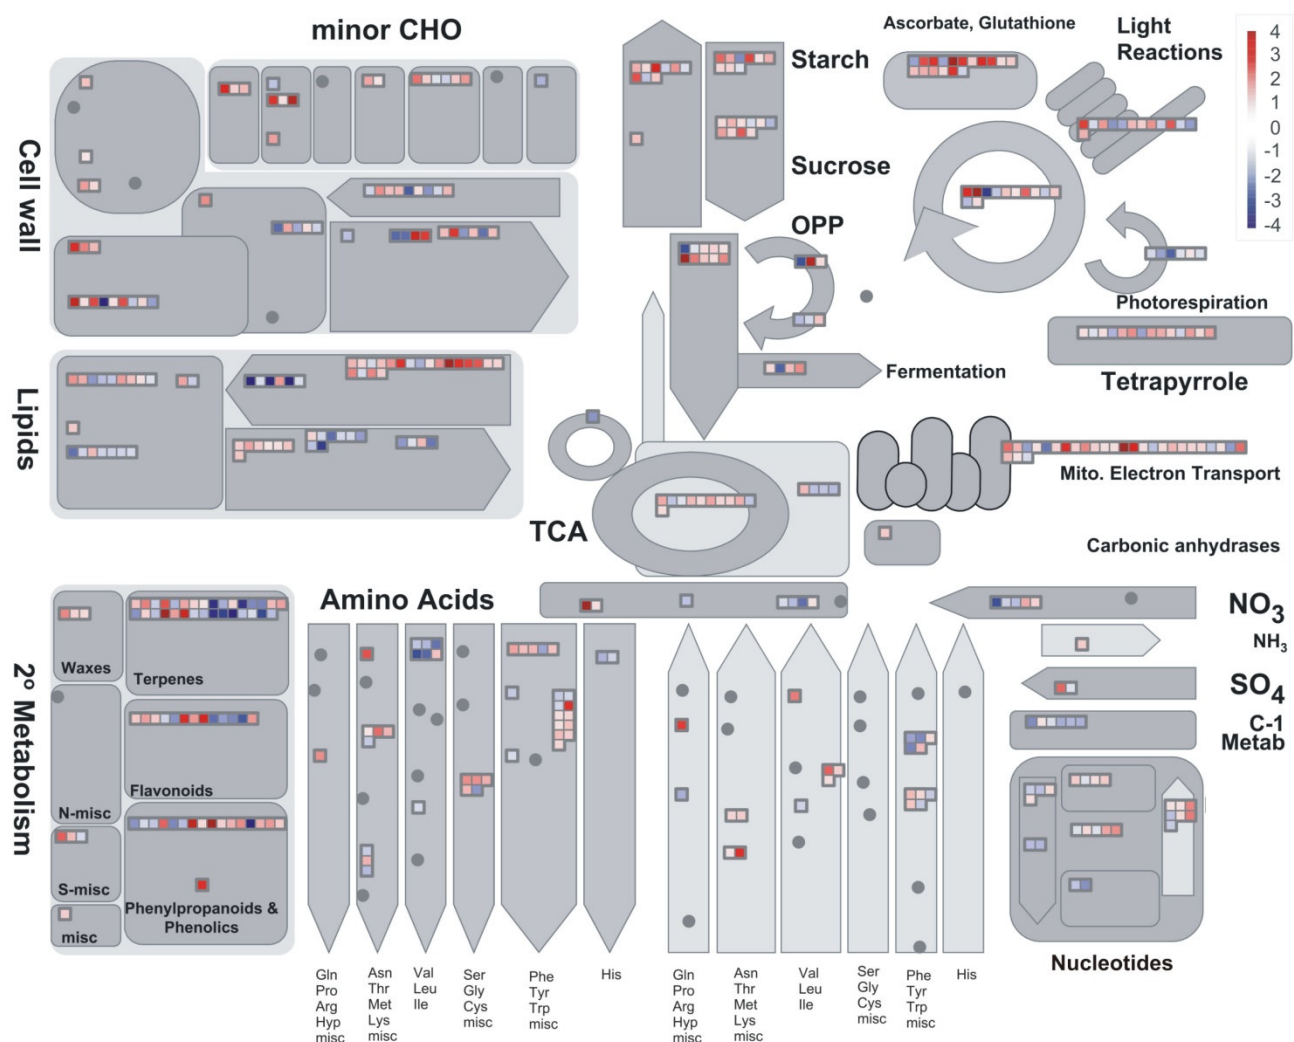 minor CHO
Cell wall
Lipids
2º Metabolism
Starch
Sucrose
OPP
Ascorbate, Glutathione
Light
Reactions
4
3
2
1
0
-1
-2
-3
-4
Photorespiration
Tetrapyrrole
Fermentation
Mito. Electron Transport
TCA
Carbonic anhydrases
Amino Acids
NO3
NH3
SO4
C-1
Metab
Nucleotides
Waxes
Terpenes
Flavonoids
N-misc
S-misc
Phenylpropanoids &
Phenolics
misc
Gln
Pro
Arg
Hyp
misc
Asn
Thr
Met
Lys
misc
Val
Leu
Ile
Ser
Gly
Cys
misc
Phe
Tyr
Trp
misc
His
Gln
Pro
Arg
Hyp
misc
Asn
Thr
Met
Lys
misc
Val
Leu
Ile
Ser
Gly
Cys
misc
Phe
Tyr
Trp
misc
His